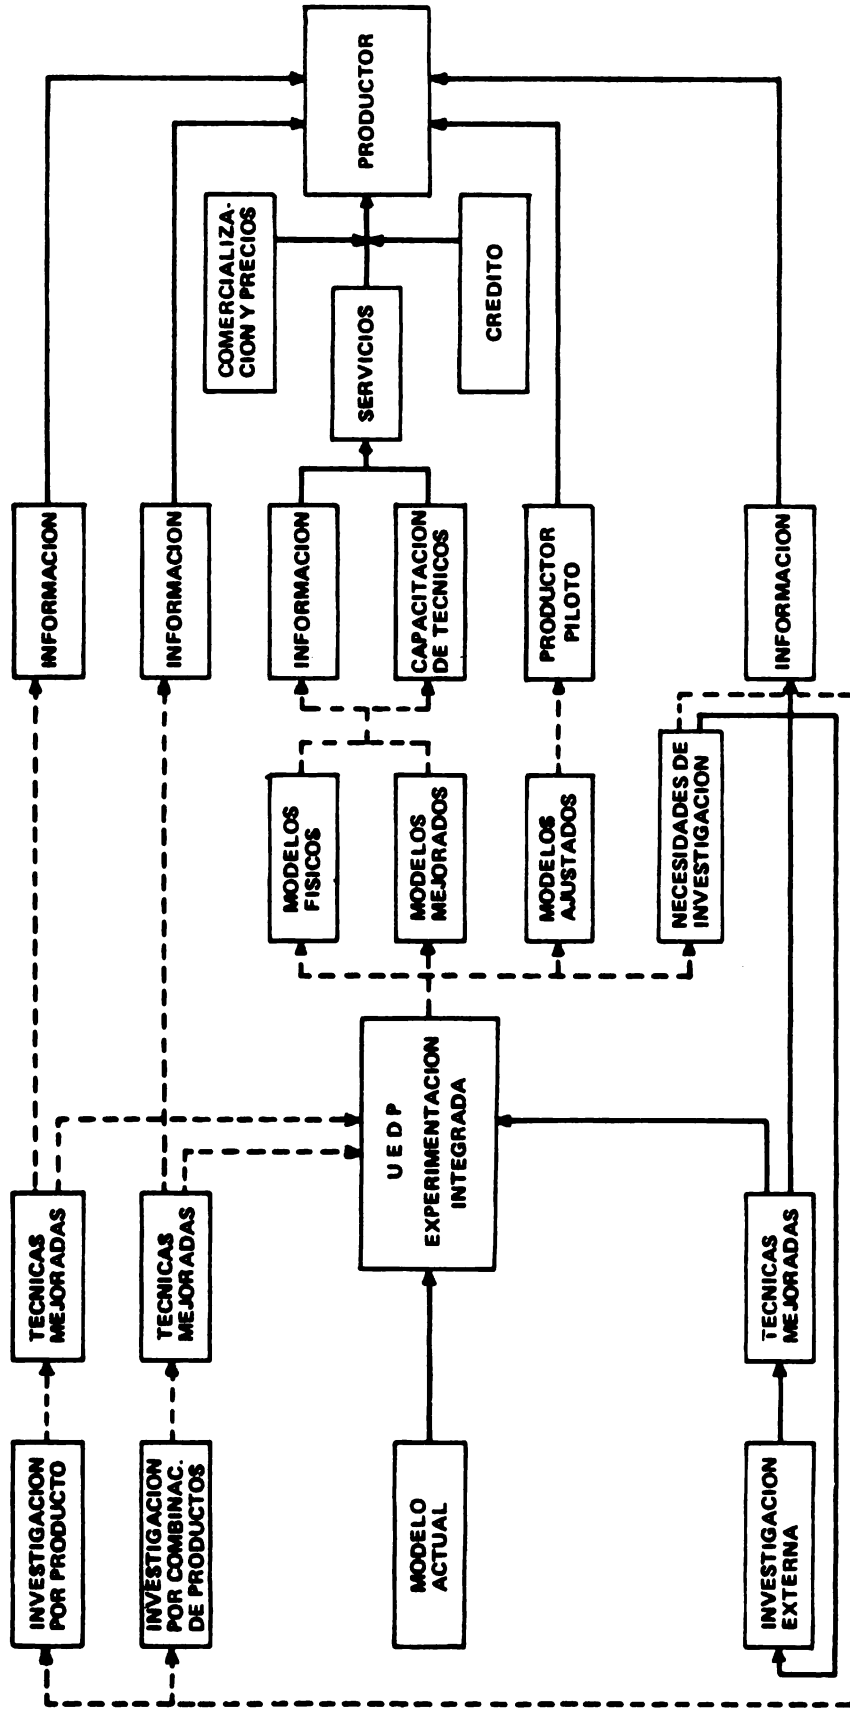 INVESTIGACION
POR PRODUCTO
TECNICAS
MEJORADAS
INFORMACION
INVESTIGACION
POR COMBINAC.
DE PRODUCTOS
TECNICAS
MEJORADAS
INFORMACION
PRODUCTOR
COMERCIALIZA-
CION Y PRECIOS
MODELOS
FISICOS
INFORMACION
SERVICIOS
MODELO
ACTUAL
UEDP
EXPERIMENTACION
INTEGRADA
MODELOS
MEJORADOS
CAPACITACION
DE TECNICOS
CREDITO
MODELOS
AJUSTADOS
PRODUCTOR
PILOTO
NECESIDADES DE
INVESTIGACION
INVESTIGACION
EXTERNA
TECNICAS
MEJORADAS
INFORMACION